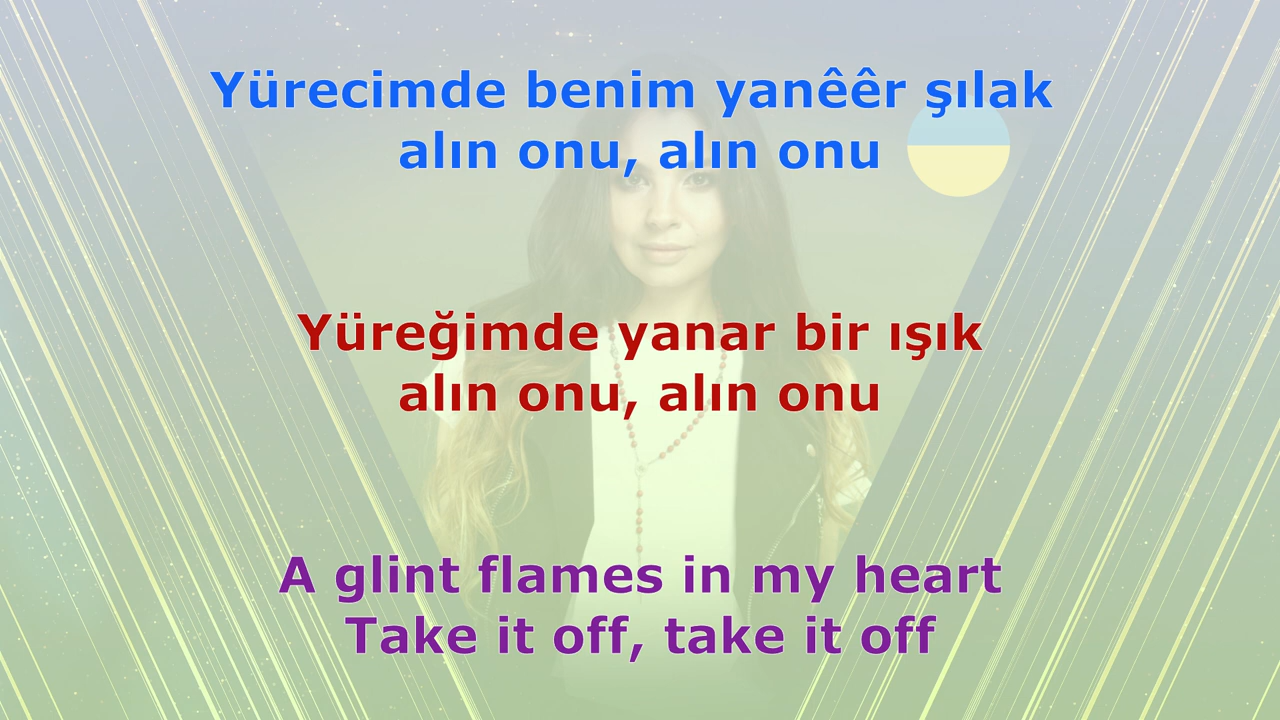 Yürecimde benim yanêêr şılak
alın onu, alın onu
Yüreğimde yanar bir ışık
alın onu, alın onu
A glint flames in my heart
Take it off, take it off